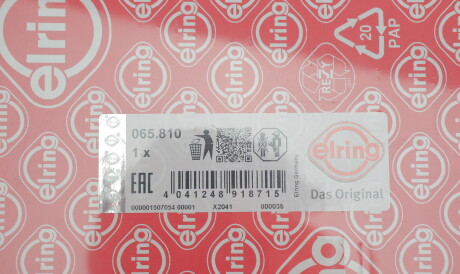 elring
20
PAP
REZY
065.810
1 x
elring
Das Original
Elring Germany
EAC
4 041248 918715
000001507054 00001 X2041 000036